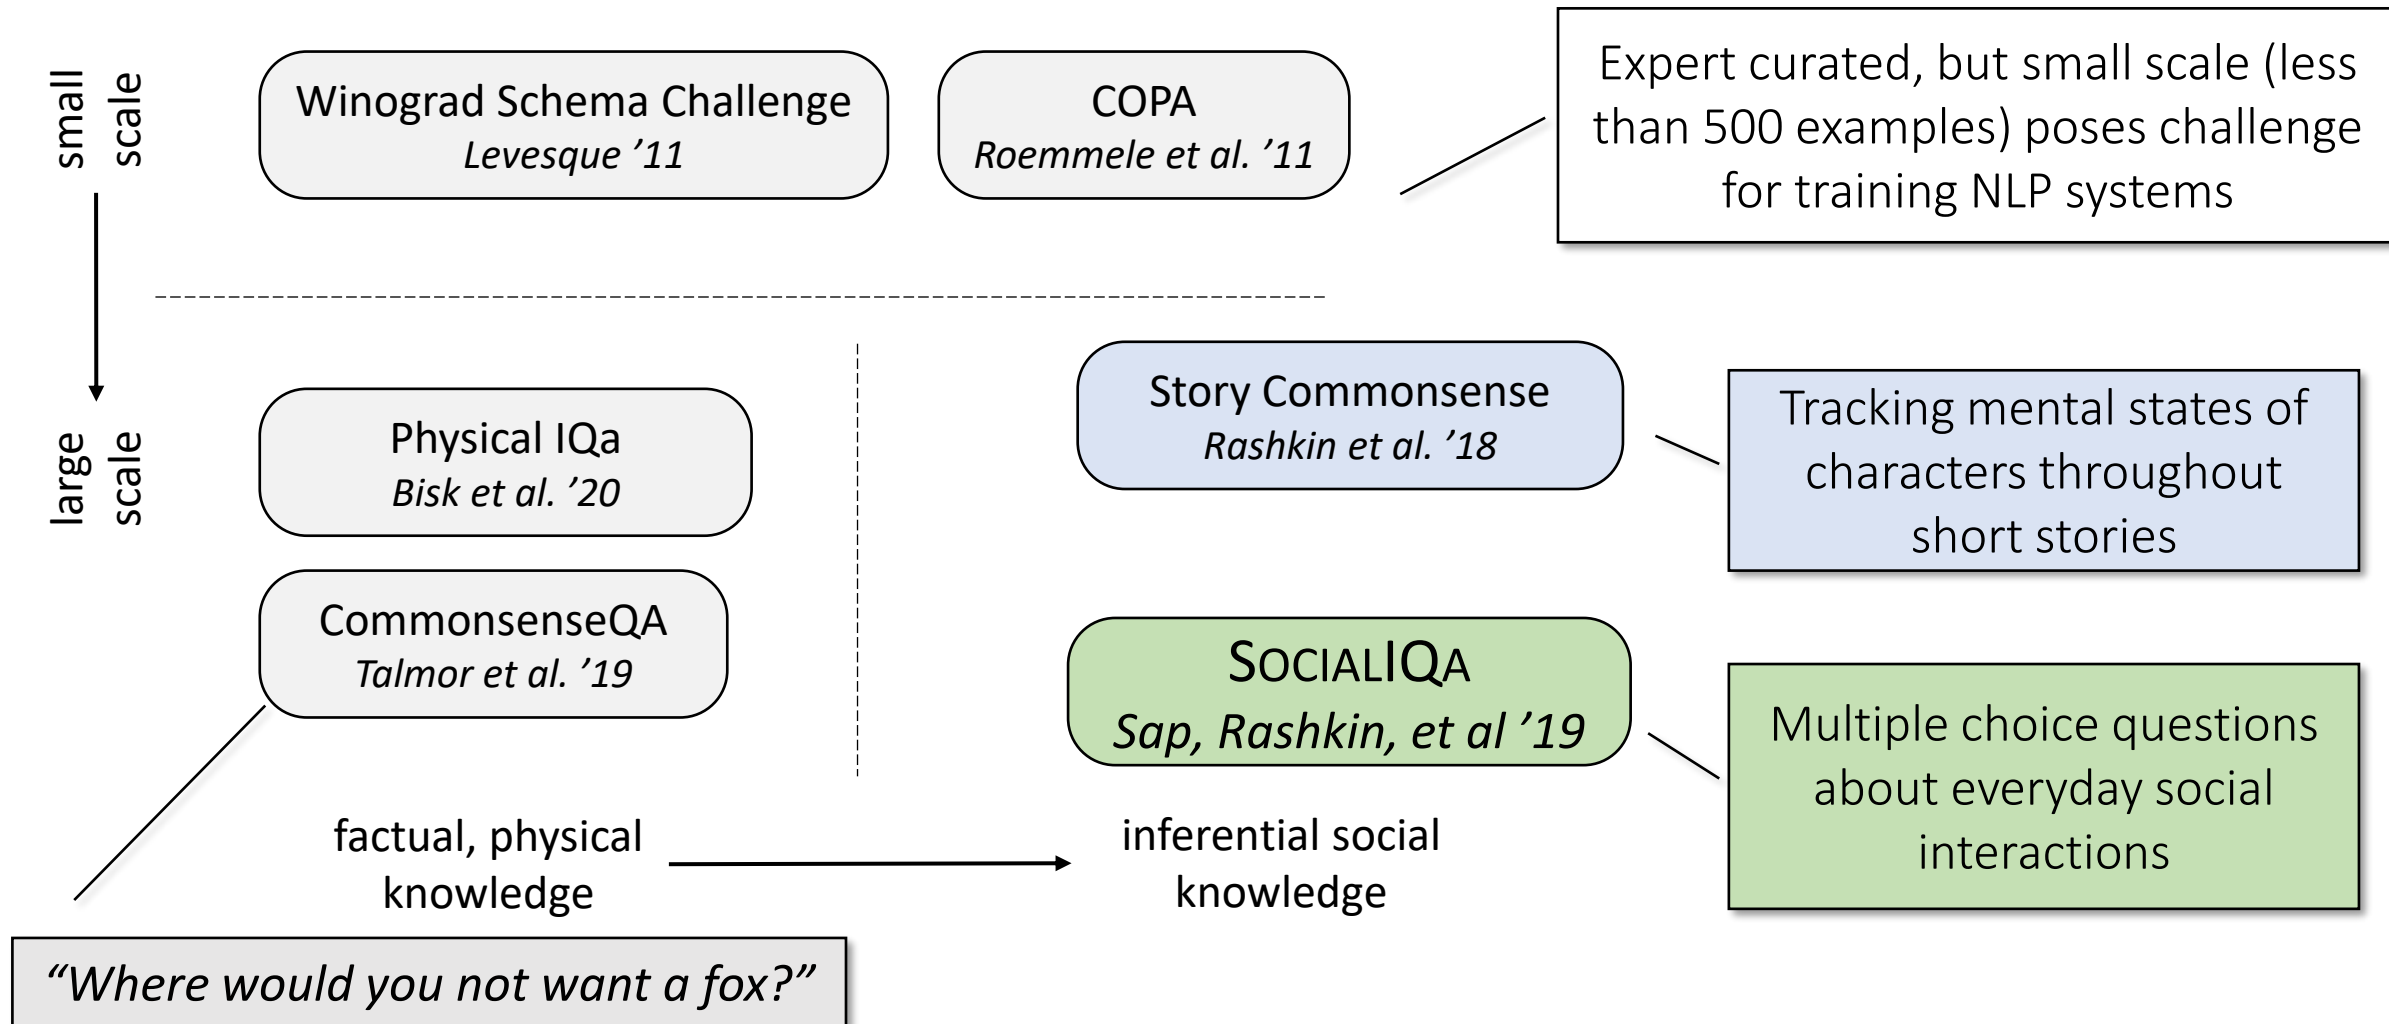 small
scale
Winograd Schema Challenge
Levesque ’11
COPA
Roemmele et al. ’11
Expert curated, but small scale (less
than 500 examples) poses challenge
for training NLP systems
large
scale
Physical IQa
Bisk et al. ’20
Story Commonsense
Rashkin et al. ’18
Tracking mental states of
characters throughout
short stories
CommonsenseQA
Talmor et al. ’19
SOCIALIQA
Sap, Rashkin, et al ’19
Multiple choice questions
about everyday social
interactions
factual, physical
knowledge
inferential social
knowledge
“Where would you not want a fox?”